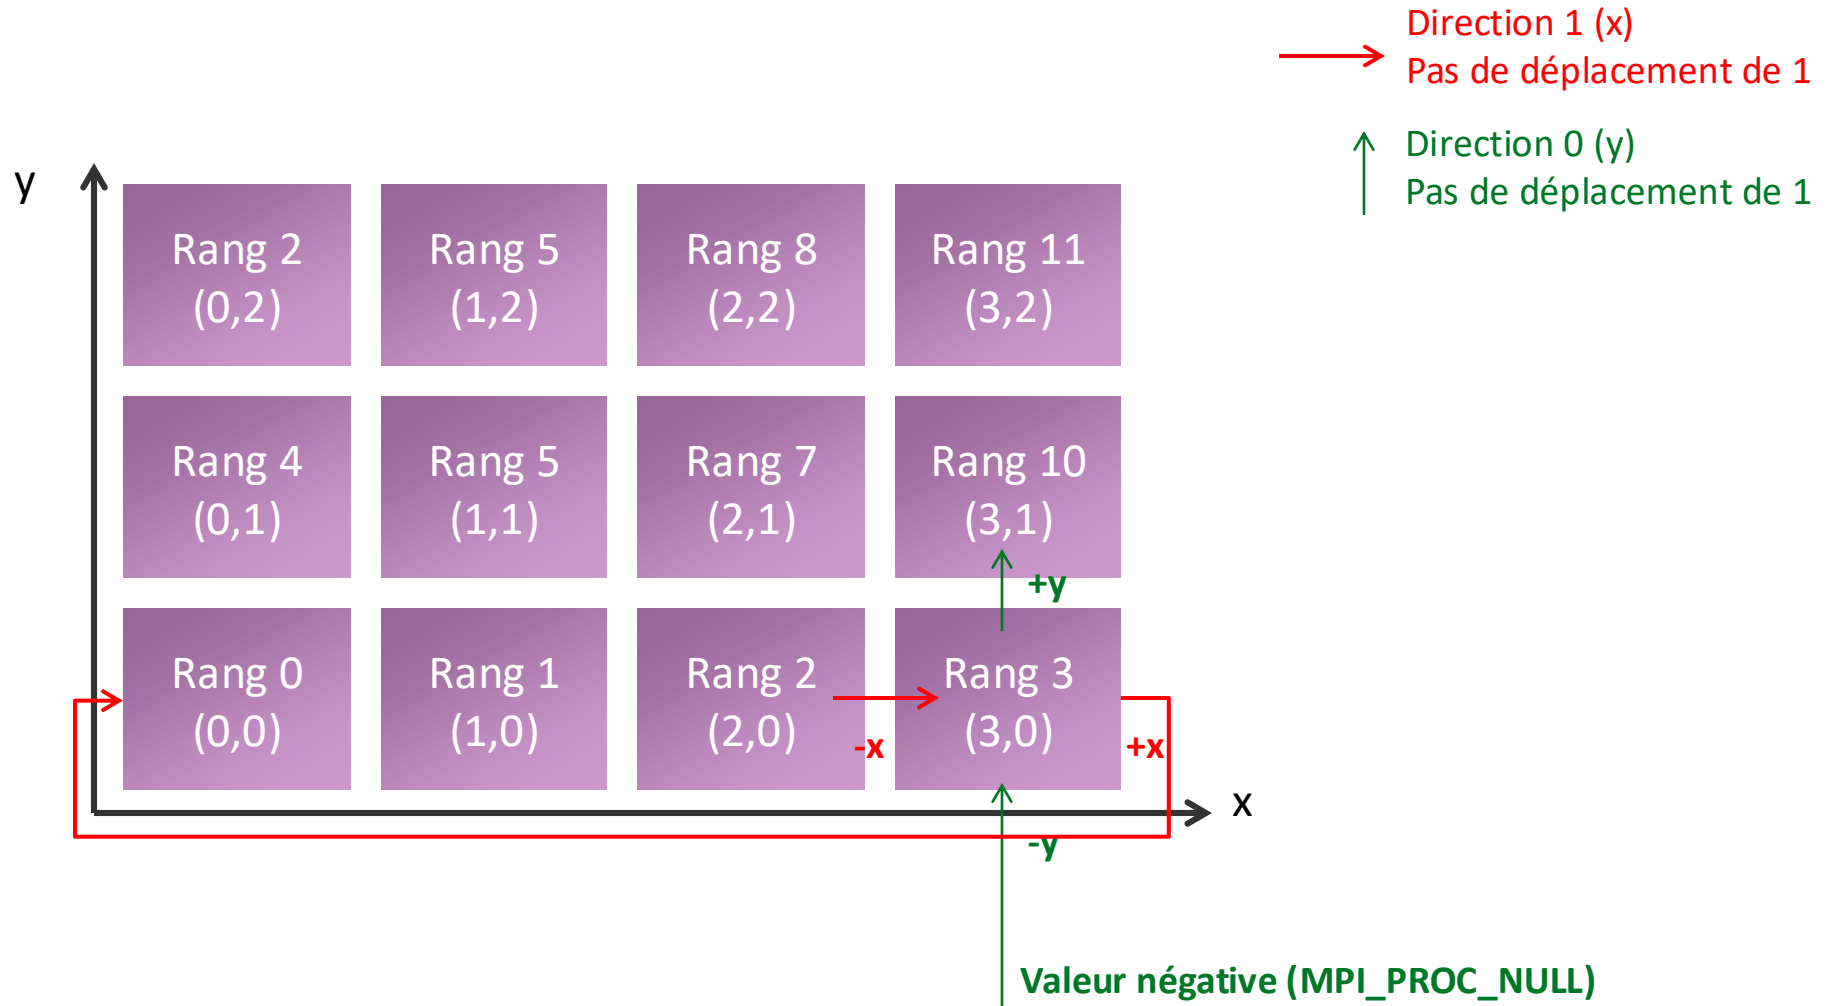 Direction 1 (x)
Pas de déplacement de 1
Direction 0 (y)
Pas de déplacement de 1
y
Rang 2
(0,2)
Rang 5
(1,2)
Rang 8
(2,2)
Rang 11
(3,2)
Rang 4
(0,1)
Rang 5
(1,1)
Rang 7
(2,1)
Rang 10
(3,1)
+y
Rang 0
(0,0)
Rang 1
(1,0)
Rang 2
(2,0)
-x
Rang 3
(3,0)
+x
x
-y
Valeur négative (MPI_PROC_NULL)